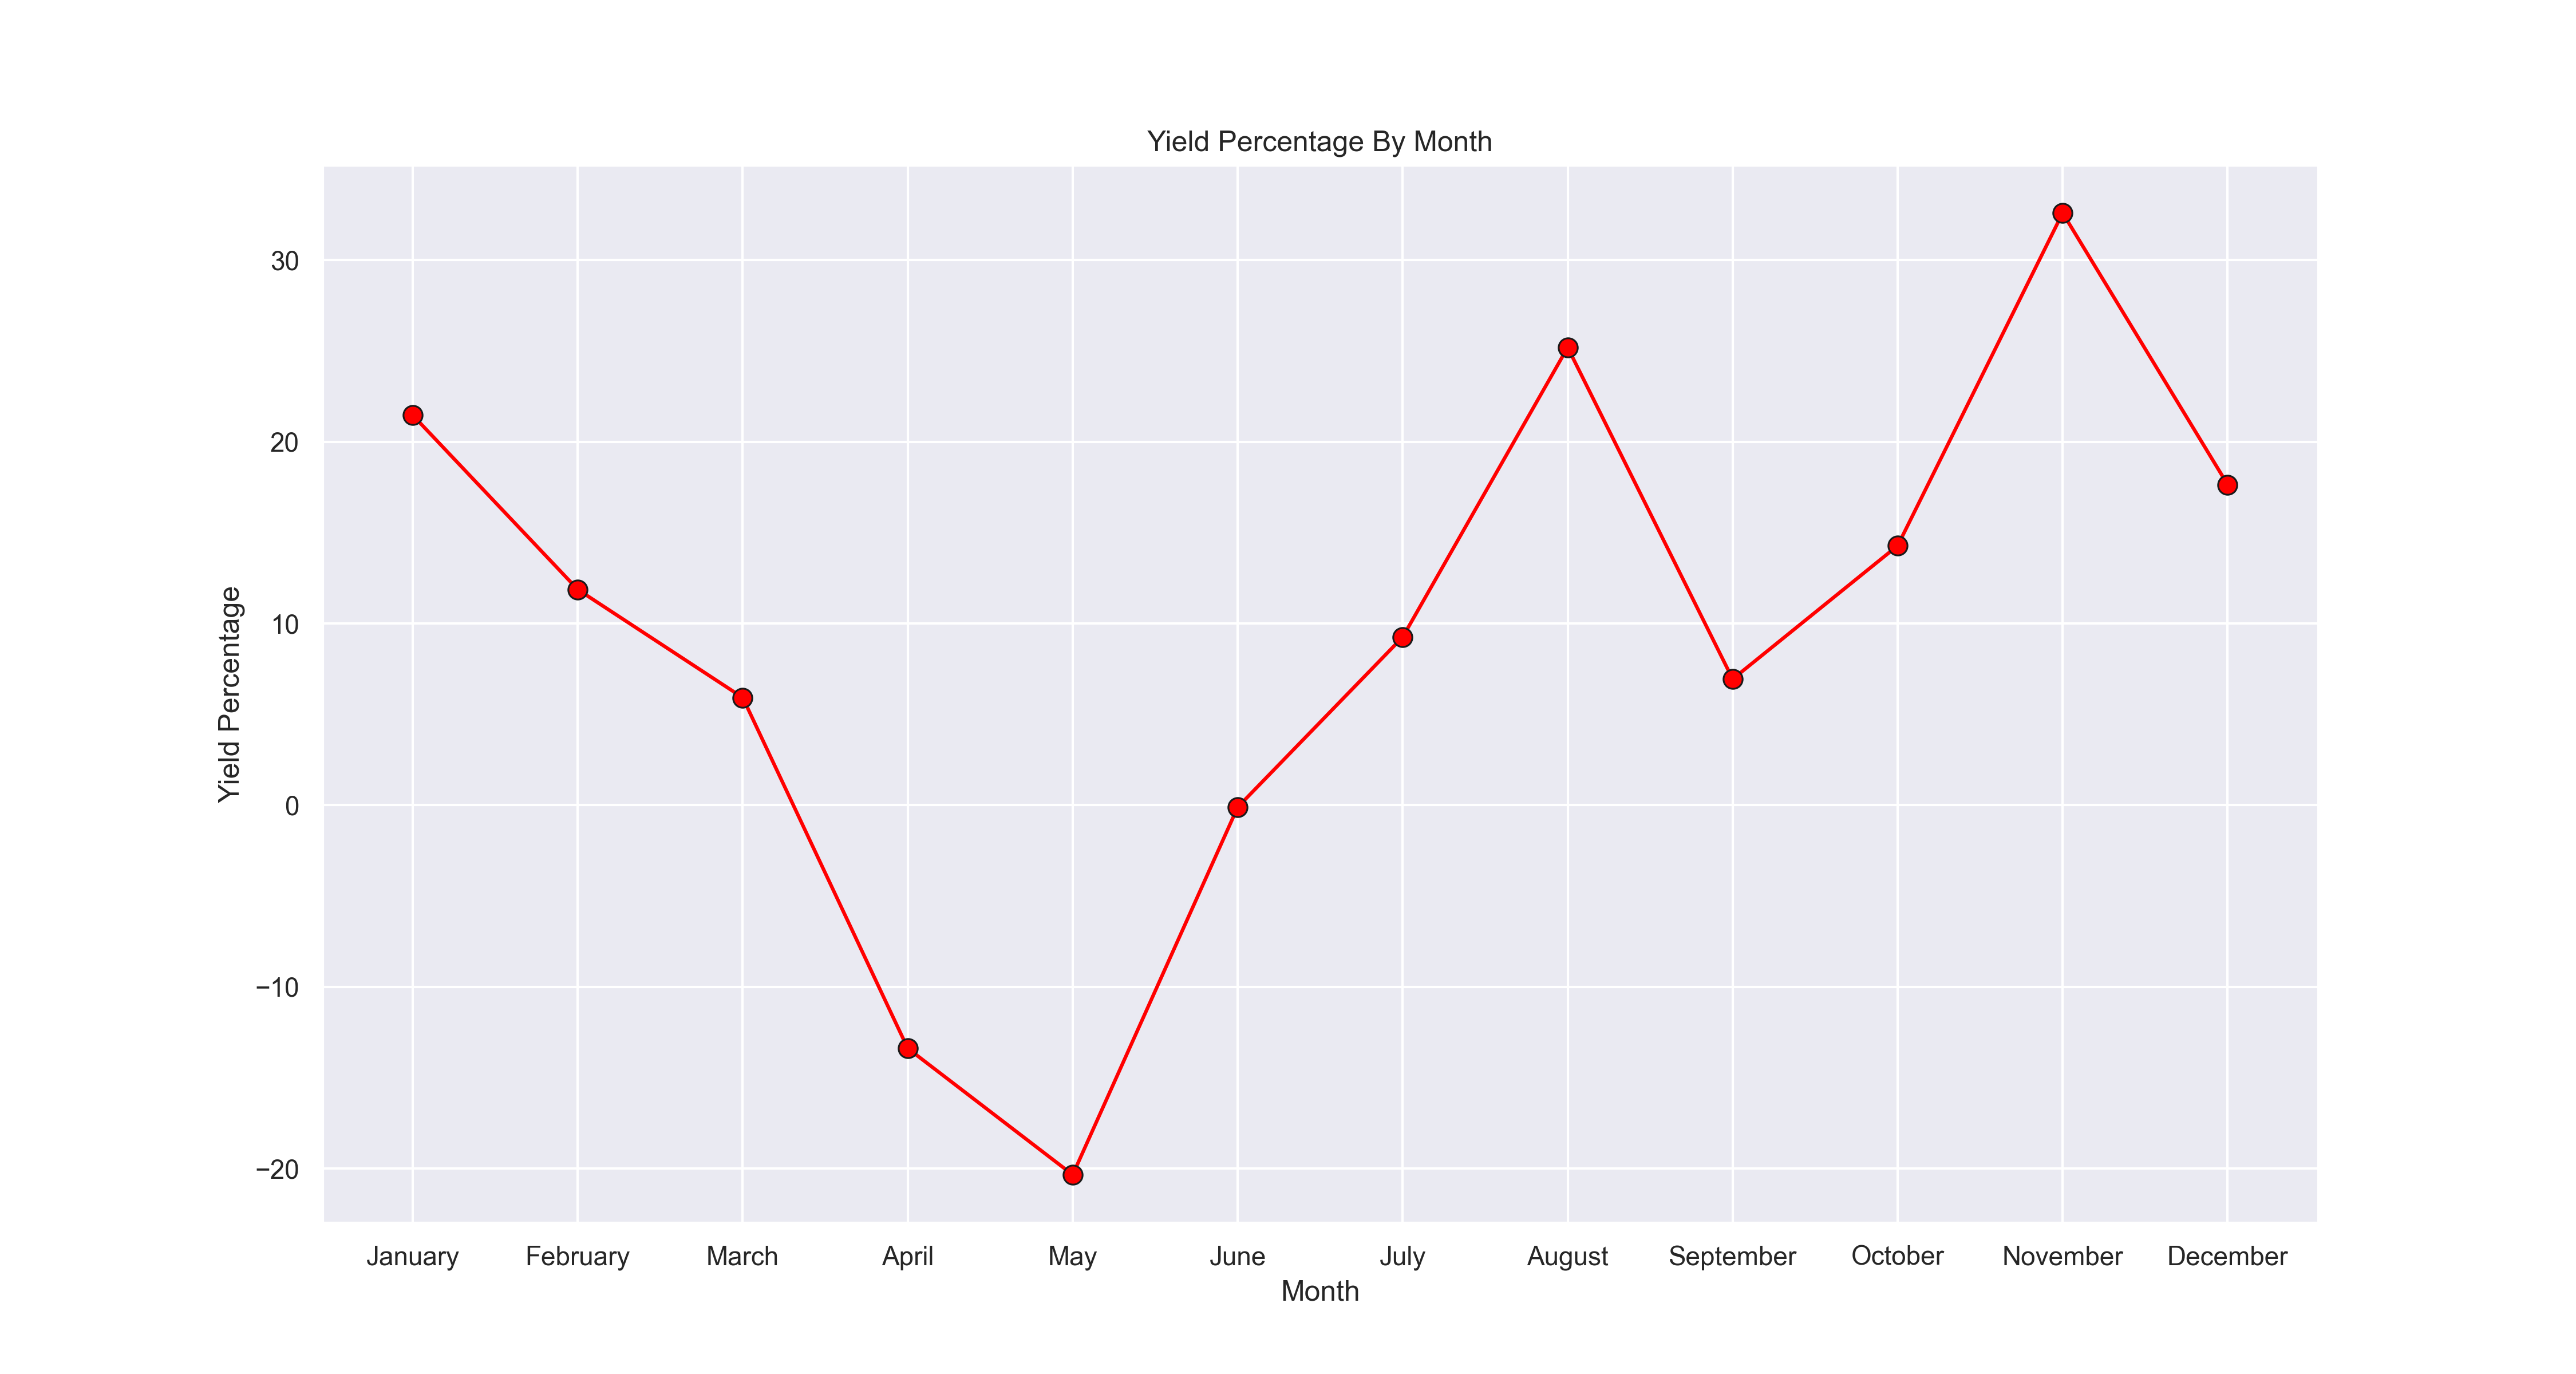 Yield Percentage By Month
Yield Percentage
30
20
10
0
−10
−20
January February March April May June July August September October November December
Month